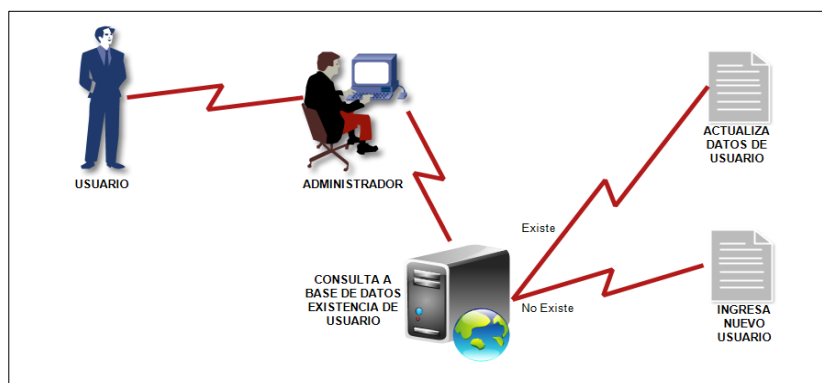 USUARIO
ADMINISTRADOR
CONSULTA A
BASE DE DATOS
EXISTENCIA DE
USUARIO
Existe
No Existe
ACTUALIZA
DATOS DE
USUARIO
INGRESA
NUEVO
USUARIO